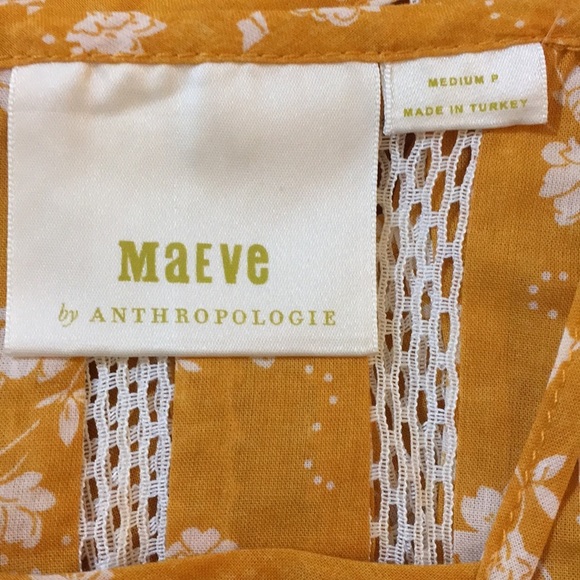 MaEve
by ANTHROPOLOGIE
MEDIUM P
MADE IN TURKEY